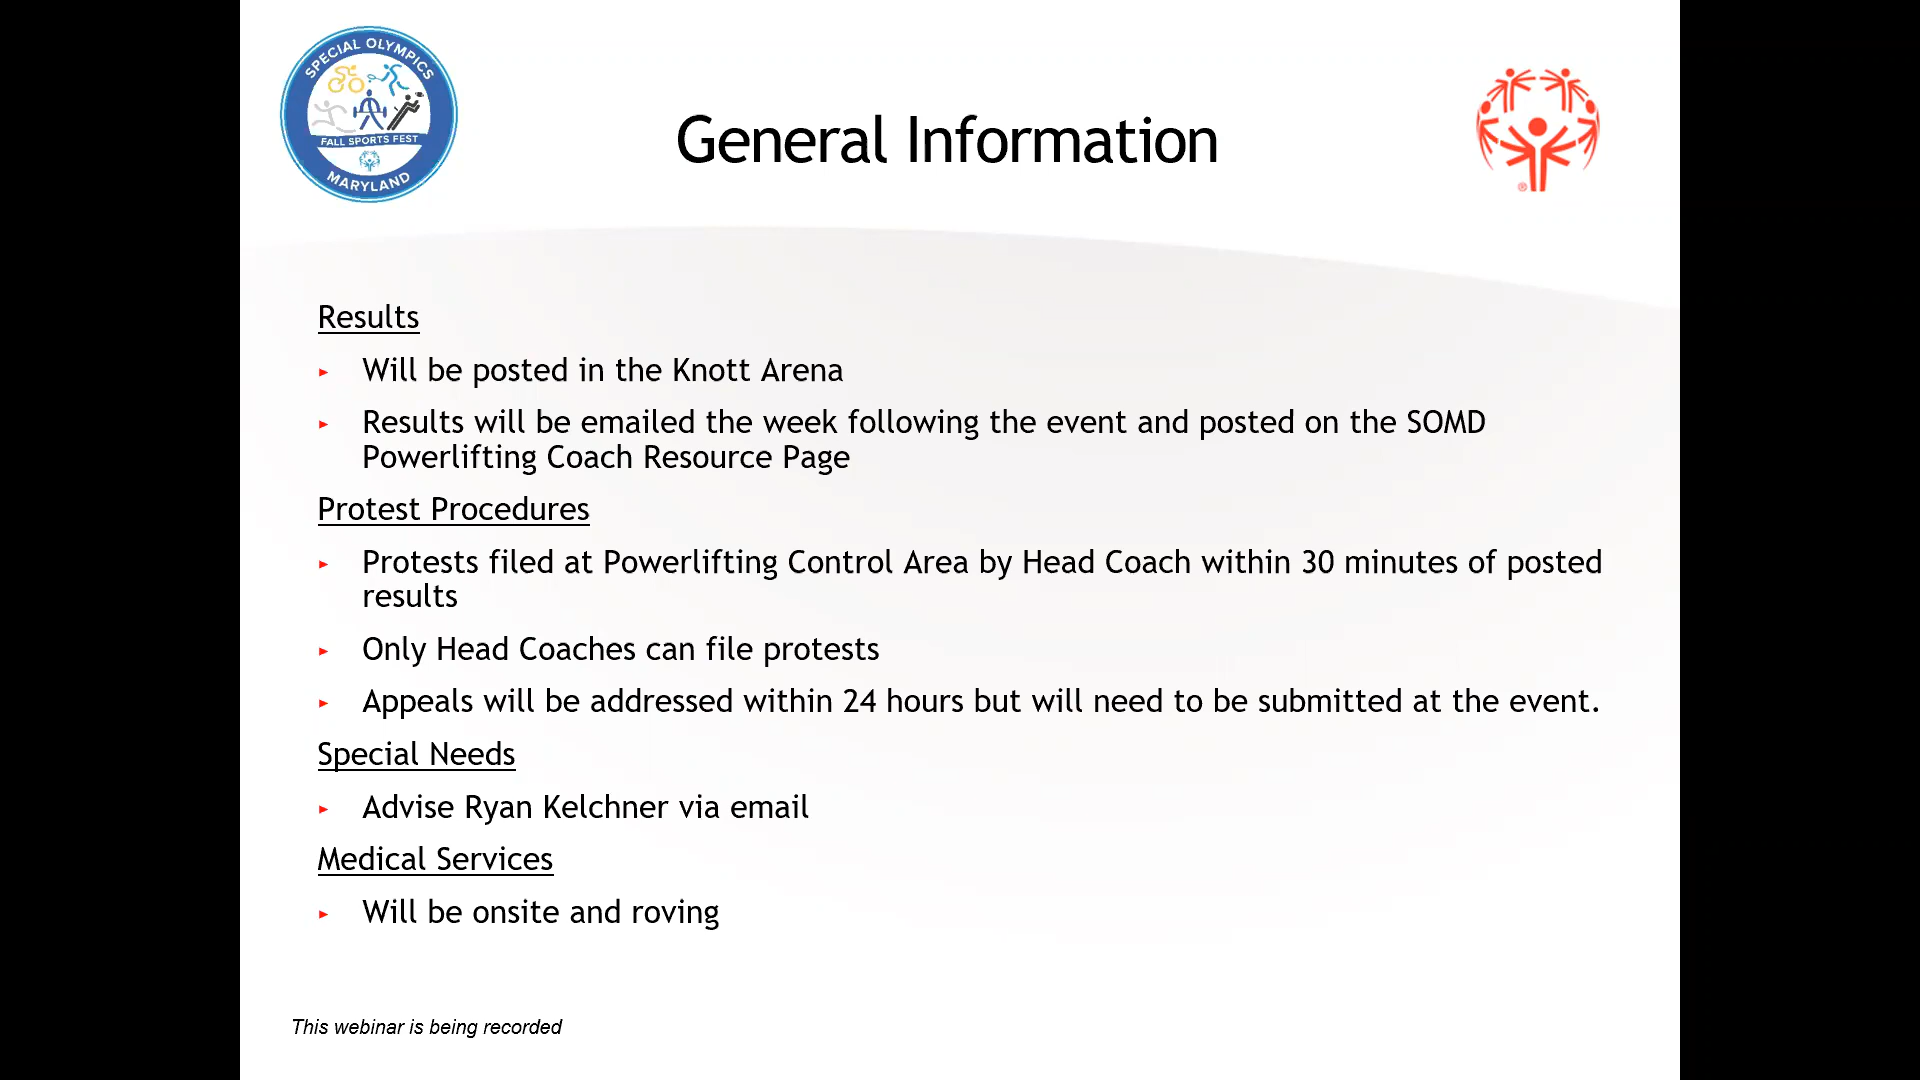 SPECIAL OLYMPICS
FALL SPORTS FEST
MARYLAND
General Information
®
Results
‣ Will be posted in the Knott Arena
‣ Results will be emailed the week following the event and posted on the SOMD
Powerlifting Coach Resource Page
Protest Procedures
‣ Protests filed at Powerlifting Control Area by Head Coach within 30 minutes of posted
results
‣ Only Head Coaches can file protests
‣ Appeals will be addressed within 24 hours but will need to be submitted at the event.
Special Needs
‣ Advise Ryan Kelchner via email
Medical Services
‣ Will be onsite and roving
This webinar is being recorded